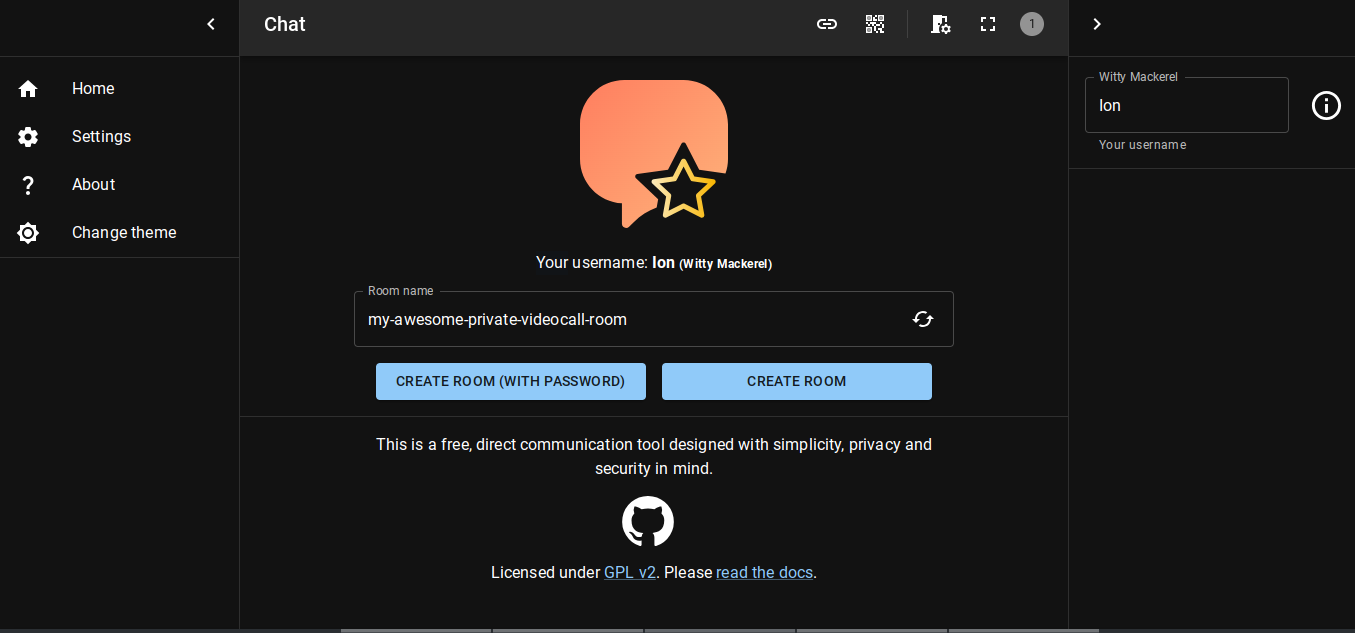 Chat
1
Home
Settings
About
Change theme
Your username: Ion (Witty Mackerel)
Room name
my-awesome-private-videocall-room
CREATE ROOM (WITH PASSWORD)
CREATE ROOM
This is a free, direct communication tool designed with simplicity, privacy and
security in mind.
Licensed under GPL v2. Please read the docs.
Witty Mackerel
Ion
Your username